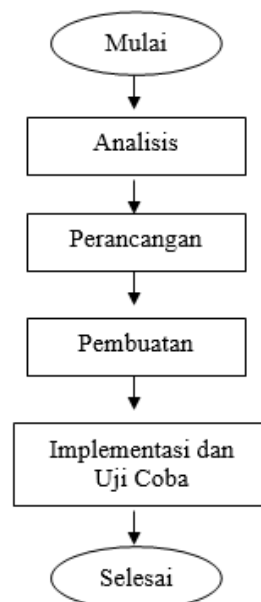 Mulai
Analisis
Perancangan
Pembuatan
Implementasi dan
Uji Coba
Selesai